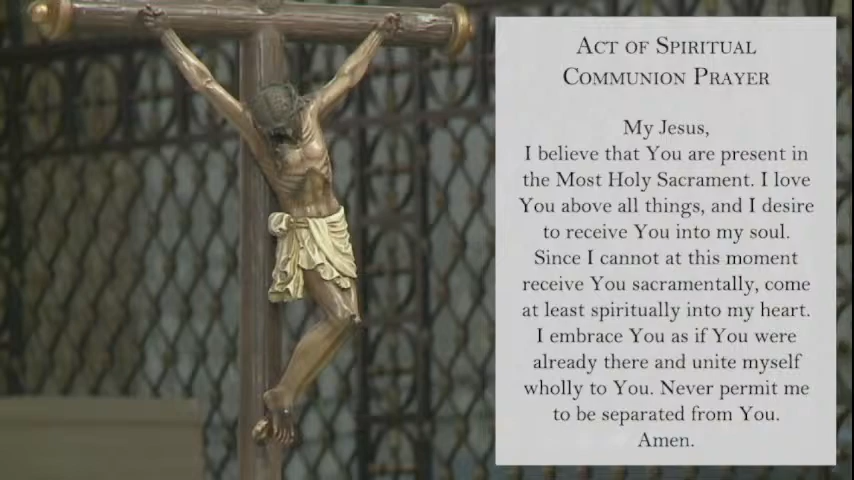 ACT OF SPIRITUAL
COMMUNION PRAYER
My Jesus,
I believe that You are present in
the Most Holy Sacrament. I love
You above all things, and I desire
to receive You into my soul.
Since I cannot at this moment
receive You sacramentally, come
at least spiritually into my heart.
I embrace You as if You were
already there and unite myself
wholly to You. Never permit me
to be separated from You.
Amen.